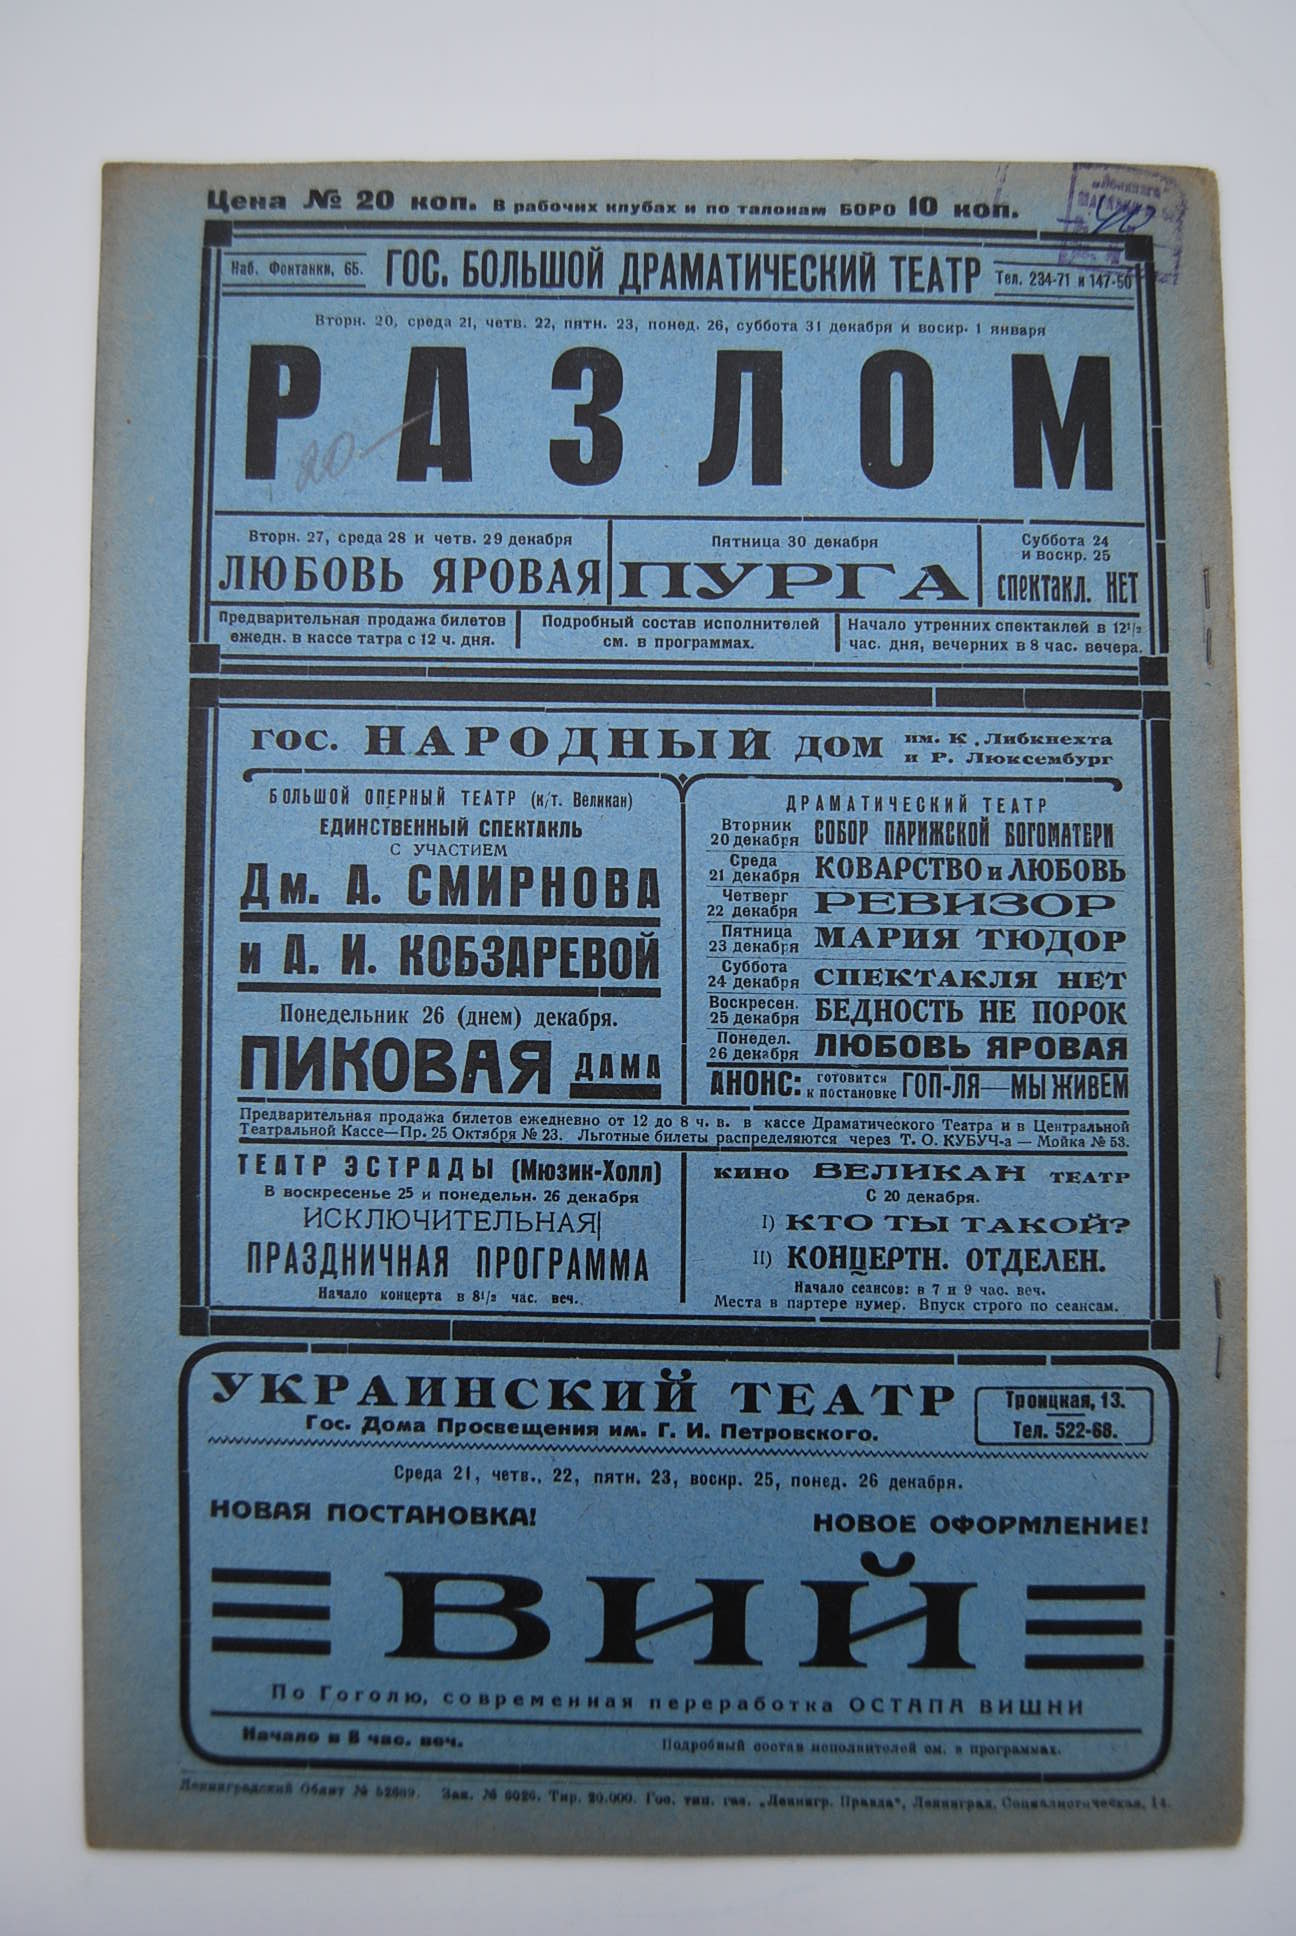 Цена № 20 коп. В рабочих клубах и по талонам БОРО 10 коп.
Наб. Фонтанки, 65.
ГОС. БОЛЬШОЙ ДРАМАТИЧЕСКИЙ ТЕАТР
Тел. 234-71 и 147-50
Вторн. 20, среда 21, четв. 22, пятн. 23, понед. 26, суббота 31 декабря и воскр. 1 января
РАЗЛОМ
20—
Вторн. 27, среда 28 и четв. 29 декабря
ЛЮБОВЬ ЯРОВАЯ
Пятница 30 декабря
ПУРГА
Суббота 24
и воскр. 25
СПЕКТАКЛ. НЕТ
Предварительная продажа билетов
ежедн. в кассе татра с 12 ч. дня.
Подробный состав исполнителей
см. в программах.
Начало утренних спектаклей в 12½
час. дня, вечерних в 8 час. вечера.
ГОС. НАРОДНЫЙ ДОМ
им. К. Либкнехта
и Р. Люксембург
БОЛЬШОЙ ОПЕРНЫЙ ТЕАТР (к/т. Великан)
ЕДИНСТВЕННЫЙ СПЕКТАКЛЬ
С УЧАСТИЕМ
Дм. А. СМИРНОВА
и А. И. КОБЗАРЕВОЙ
Понедельник 26 (днем) декабря.
ПИКОВАЯ ДАМА
ДРАМАТИЧЕСКИЙ ТЕАТР
Вторник
20 декабря СОБОР ПАРИЖСКОЙ БОГОМАТЕРИ
Среда
21 декабря КОВАРСТВО и ЛЮБОВЬ
Четверг
22 декабря РЕВИЗОР
Пятница
23 декабря МАРИЯ ТЮДОР
Суббота
24 декабря СПЕКТАКЛЯ НЕТ
Воскресен.
25 декабря БЕДНОСТЬ НЕ ПОРОК
Понедел.
26 декабря ЛЮБОВЬ ЯРОВАЯ
АНОНС: готовится
к постановке ГОП-ЛЯ—МЫ ЖИВЕМ
Предварительная продажа билетов ежедневно от 12 до 8 ч. в. в кассе Драматического Театра и в Центральной
Театральной Кассе—Пр. 25 Октября № 23. Льготные билеты распределяются через Т. О. КУБУЧ-а — Мойка № 53.
ТЕАТР ЭСТРАДЫ (Мюзик-Холл)
В воскресенье 25 и понедельн. 26 декабря
ИСКЛЮЧИТЕЛЬНАЯ
ПРАЗДНИЧНАЯ ПРОГРАММА
Начало концерта в 8½ час. веч.
КИНО ВЕЛИКАН ТЕАТР
С 20 декабря.
I) КТО ТЫ ТАКОЙ?
II) КОНЦЕРТН. ОТДЕЛЕН.
Начало сеансов: в 7 и 9 час. веч.
Места в партере нумер. Впуск строго по сеансам.
УКРАИНСКИЙ ТЕАТР
Гос. Дома Просвещения им. Г. И. Петровского.
Троицкая, 13.
Тел. 522-68.
Среда 21, четв., 22, пятн. 23, воскр. 25, понед. 26 декабря.
НОВАЯ ПОСТАНОВКА!
НОВОЕ ОФОРМЛЕНИЕ!
ВИЙ
По Гоголю, современная переработка ОСТАПА ВИШНИ
Начало в 8 час. веч.
Подробный состав исполнителей см. в программах.
Ленинградский Облит № Зак. № 6026. Тир. 20.000. Гос. тип. газ. „Ленингр. Правда“, Ленинград, Социалистическая, 14.